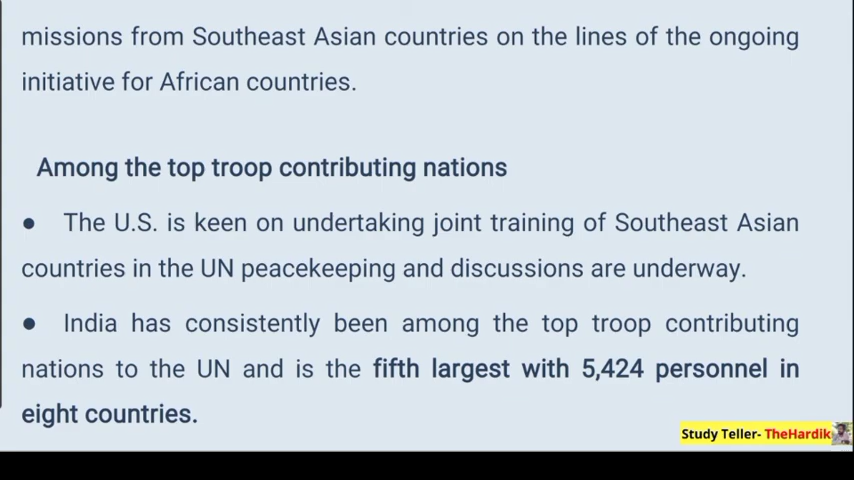 missions from Southeast Asian countries on the lines of the ongoing
initiative for African countries.
Among the top troop contributing nations
● The U.S. is keen on undertaking joint training of Southeast Asian
countries in the UN peacekeeping and discussions are underway.
● India has consistently been among the top troop contributing
nations to the UN and is the fifth largest with 5,424 personnel in
eight countries.
Study Teller- TheHardik